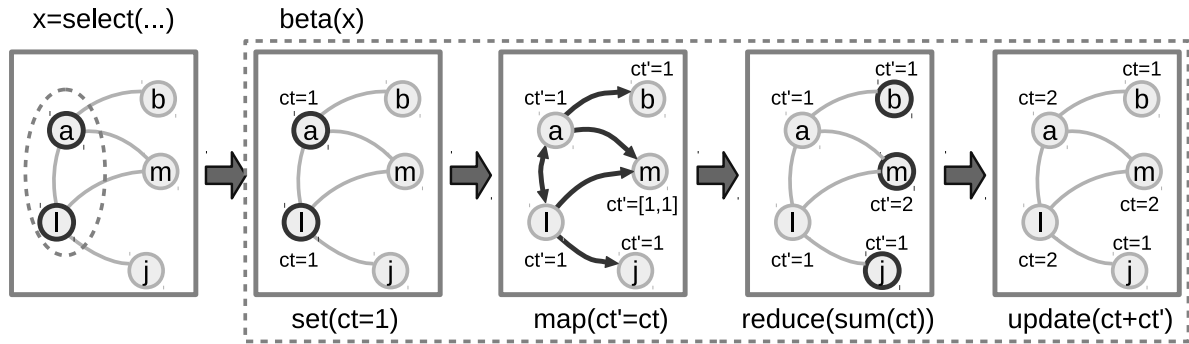 x=select(...)
beta(x)
b
a
m
l
j
ct=1
b
a
m
l
ct=1
j
set(ct=1)
ct'=1
ct'=1
b
a
m
ct'=[1,1]
l
ct'=1
ct'=1
j
map(ct'=ct)
ct'=1
ct'=1
b
a
m
ct'=2
l
ct'=1
ct'=1
j
reduce(sum(ct))
ct=1
ct=2
b
a
m
ct=2
l
ct=1
ct=2
j
update(ct+ct')